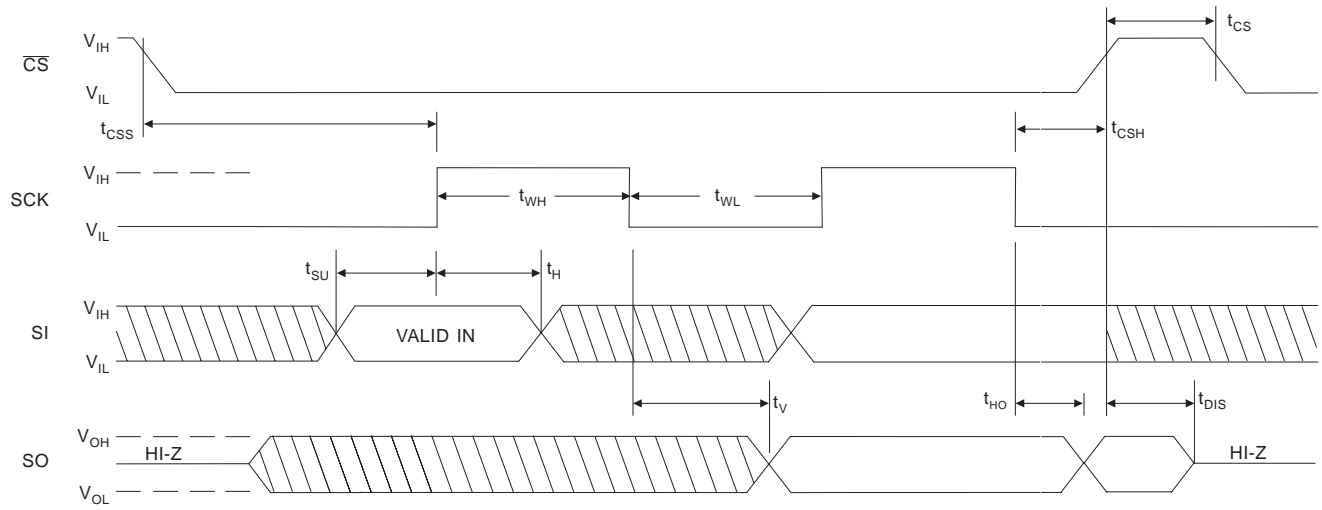 t_CS
V_IH
C̅S̅
V_IL
t_CSS
t_CSH
V_IH
SCK
t_WH
t_WL
V_IL
t_SU
t_H
V_IH
SI
VALID IN
V_IL
t_V
t_HO
t_DIS
V_OH
SO
HI-Z
HI-Z
V_OL